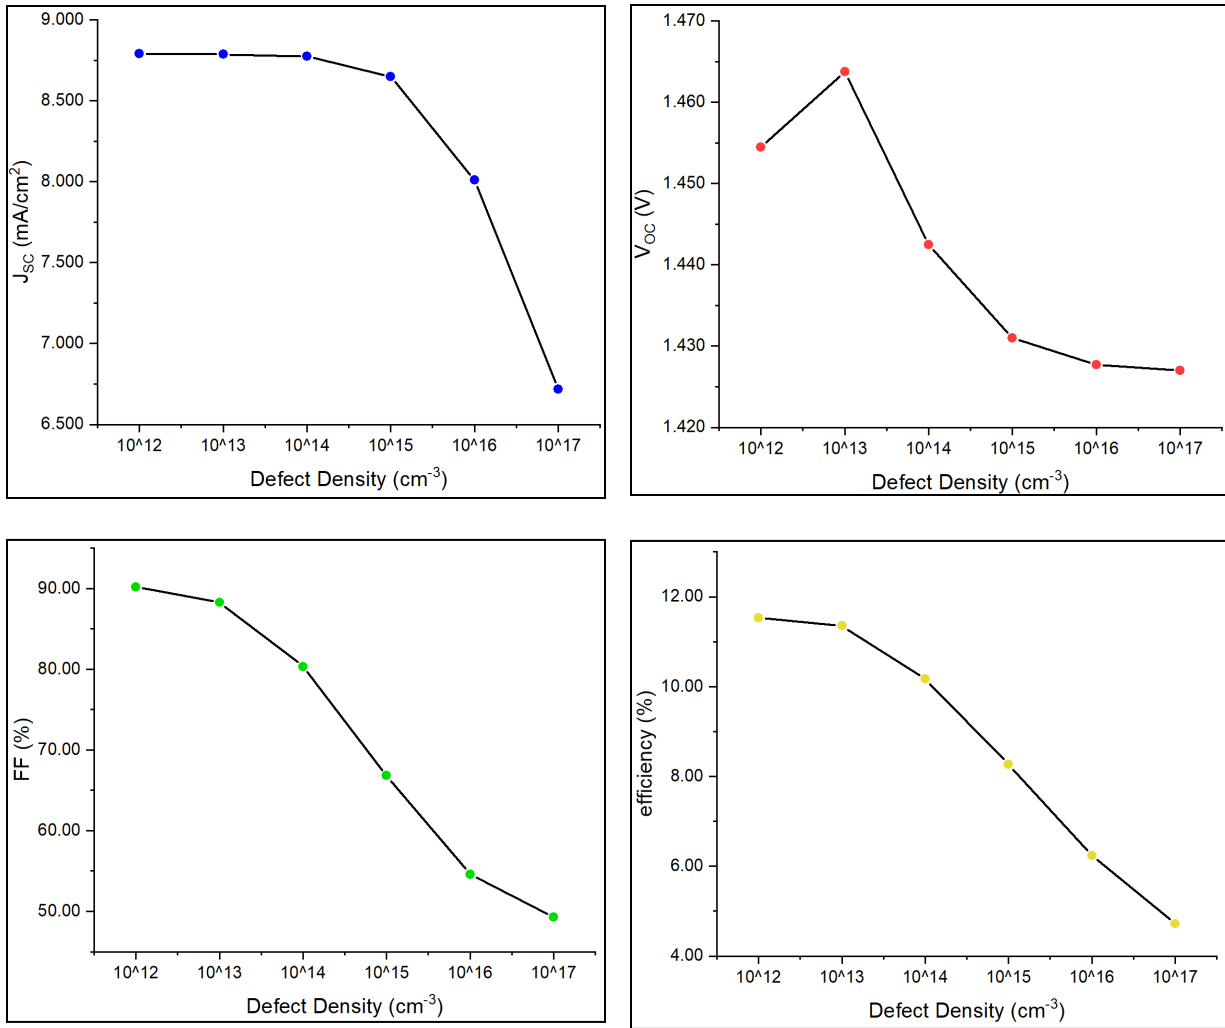 9.000
8.500
8.000
7.500
7.000
6.500
J_SC (mA/cm²)
10^12 10^13 10^14 10^15 10^16 10^17
Defect Density (cm⁻³)
1.470
1.460
1.450
1.440
1.430
1.420
V_OC (V)
10^12 10^13 10^14 10^15 10^16 10^17
Defect Density (cm⁻³)
90.00
80.00
70.00
60.00
50.00
FF (%)
10^12 10^13 10^14 10^15 10^16 10^17
Defect Density (cm⁻³)
12.00
10.00
8.00
6.00
4.00
efficiency (%)
10^12 10^13 10^14 10^15 10^16 10^17
Defect Density (cm⁻³)